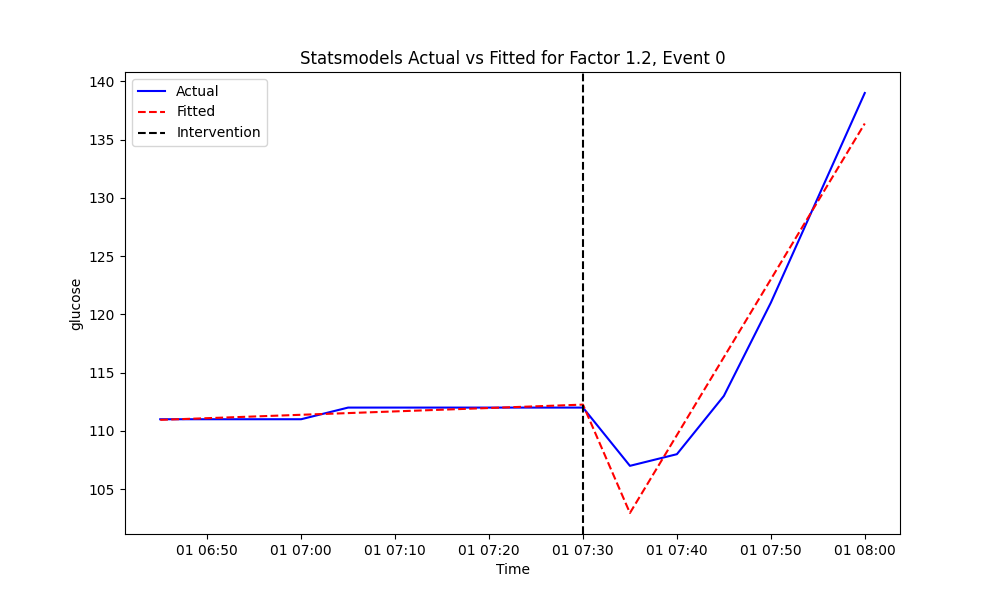 Statsmodels Actual vs Fitted for Factor 1.2, Event 0
Actual
Fitted
Intervention
140
135
130
125
120
115
110
105
glucose
01 06:50
01 07:00
01 07:10
01 07:20
01 07:30
01 07:40
01 07:50
01 08:00
Time